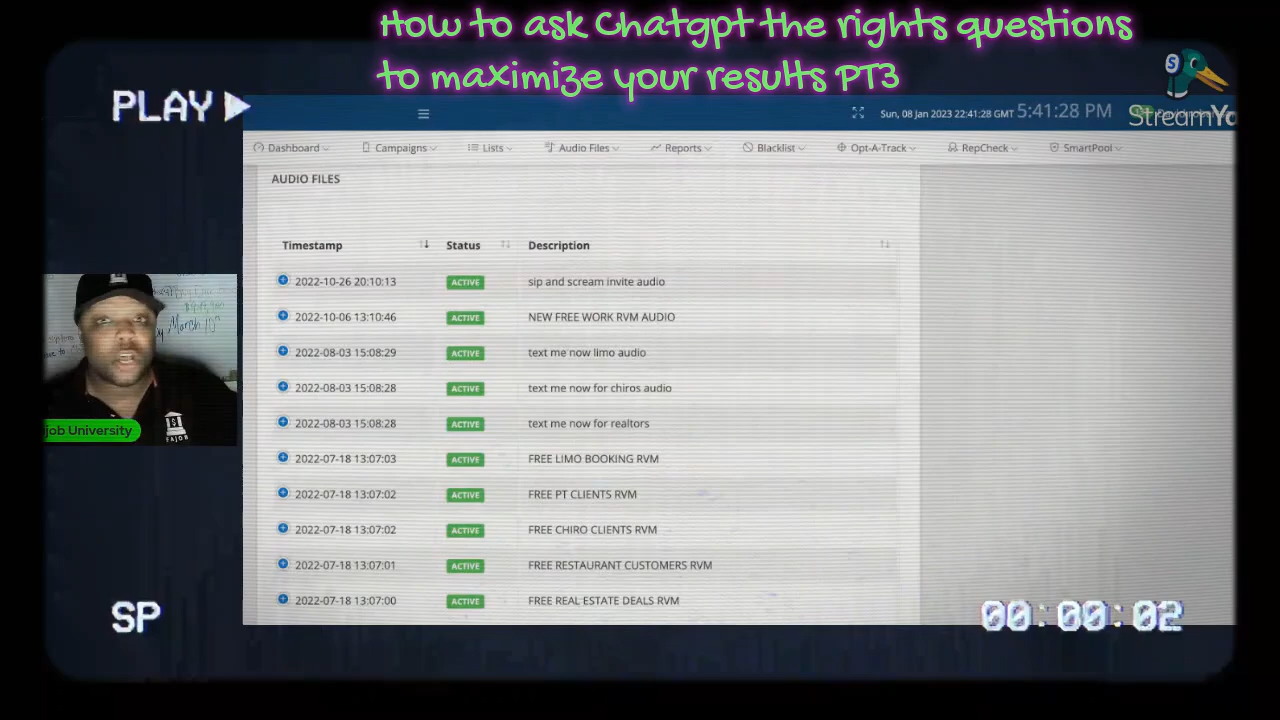 How to ask Chatgpt the rights questions
to maximize your results PT3
PLAY
StreamYa
Sun, 08 Jan 2023 22:41:28 GMT 5:41:28 PM
Dashboard Campaigns Lists Audio Files Reports Blacklist Opt-A-Track RepCheck SmartPool
AUDIO FILES
Timestamp Status Description
2022-10-26 20:10:13 ACTIVE sip and scream invite audio
2022-10-06 13:10:46 ACTIVE NEW FREE WORK RVM AUDIO
2022-08-03 15:08:29 ACTIVE text me now limo audio
2022-08-03 15:08:28 ACTIVE text me now for chiros audio
2022-08-03 15:08:28 ACTIVE text me now for realtors
2022-07-18 13:07:03 ACTIVE FREE LIMO BOOKING RVM
2022-07-18 13:07:02 ACTIVE FREE PT CLIENTS RVM
2022-07-18 13:07:02 ACTIVE FREE CHIRO CLIENTS RVM
2022-07-18 13:07:01 ACTIVE FREE RESTAURANT CUSTOMERS RVM
2022-07-18 13:07:00 ACTIVE FREE REAL ESTATE DEALS RVM
March
job University
FAJOB
SP
00:00:02